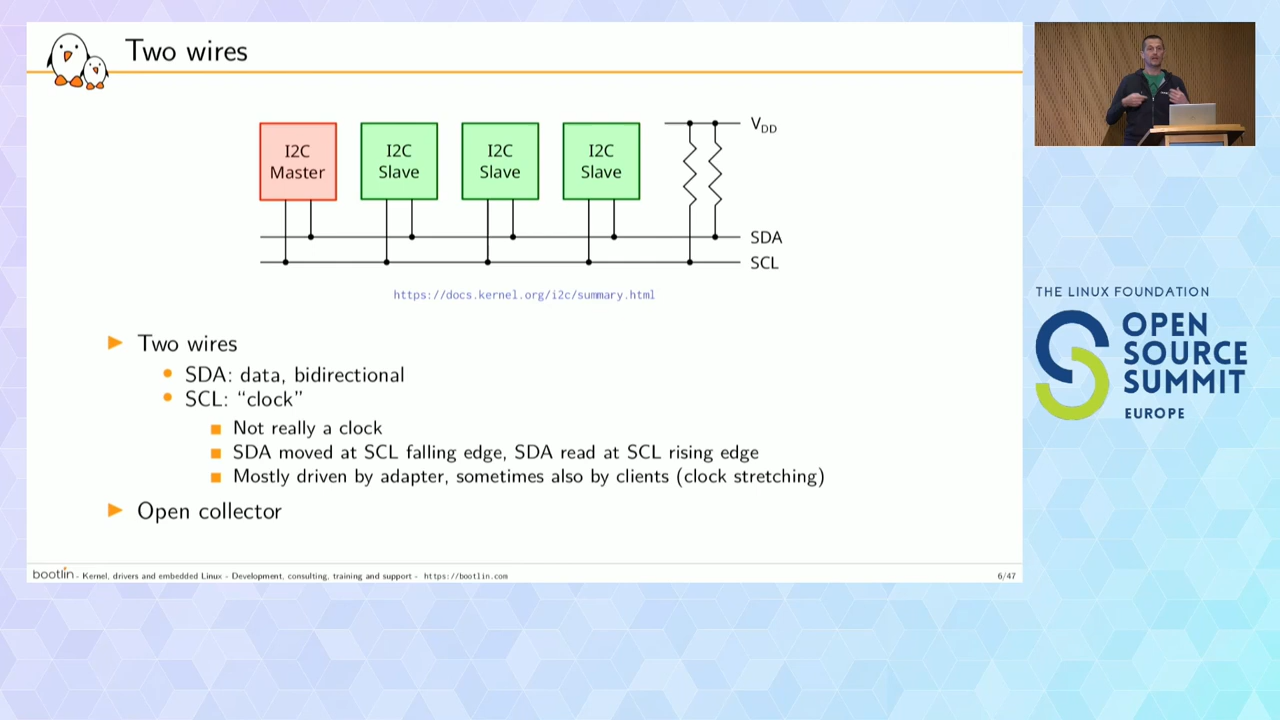 Two wires
I2C
Master
I2C
Slave
I2C
Slave
I2C
Slave
VDD
SDA
SCL
https://docs.kernel.org/i2c/summary.html
Two wires
SDA: data, bidirectional
SCL: “clock”
Not really a clock
SDA moved at SCL falling edge, SDA read at SCL rising edge
Mostly driven by adapter, sometimes also by clients (clock stretching)
Open collector
bootlin - Kernel, drivers and embedded Linux - Development, consulting, training and support - https://bootlin.com
6/47
THE LINUX FOUNDATION
OPEN
SOURCE
SUMMIT
EUROPE